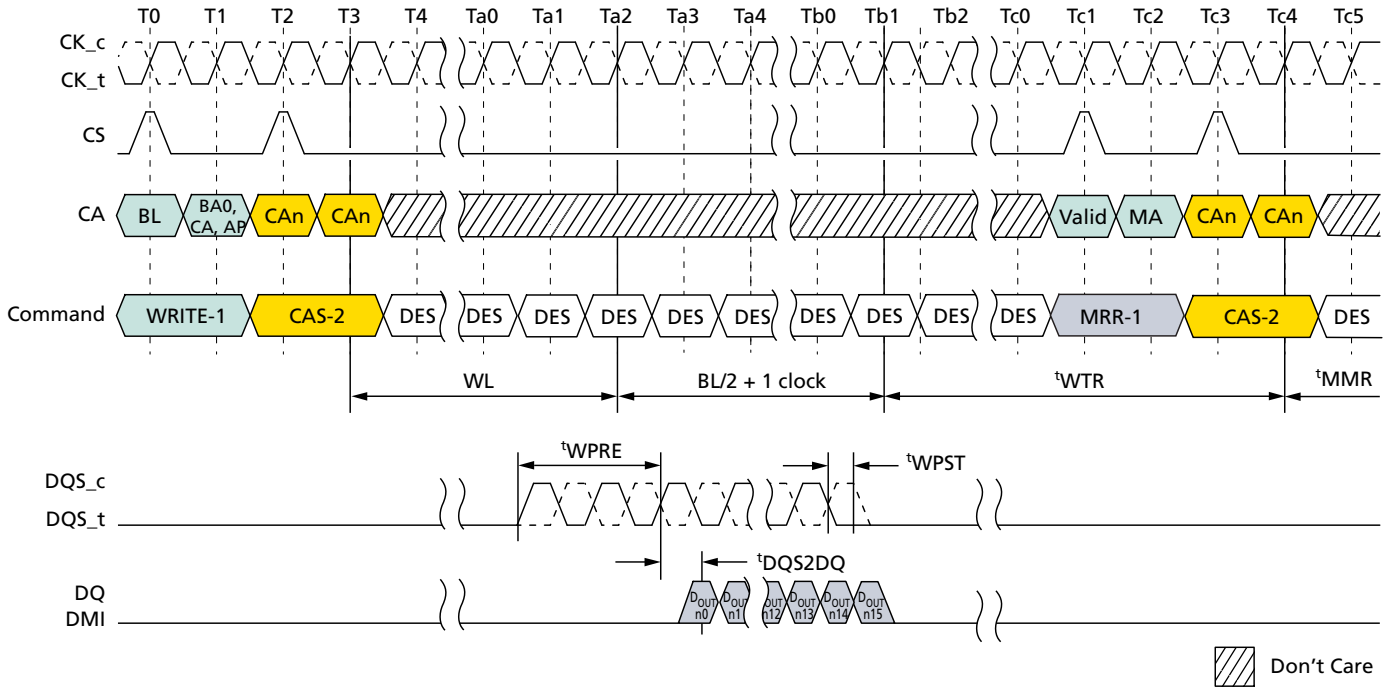 T0 T1 T2 T3 T4 Ta0 Ta1 Ta2 Ta3 Ta4 Tb0 Tb1 Tb2 Tc0 Tc1 Tc2 Tc3 Tc4 Tc5
CK_c
CK_t
CS
CA BL BA0, CA, AP CAn CAn Valid MA CAn CAn
Command WRITE-1 CAS-2 DES DES DES DES DES DES DES DES DES DES MRR-1 CAS-2 DES
WL BL/2 + 1 clock tWTR tMMR
tWPRE tWPST
DQS_c
DQS_t
tDQS2DQ
DQ
DMI
DOUT n0 DOUT n1 DOUT n12 DOUT n13 DOUT n14 DOUT n15
Don't Care